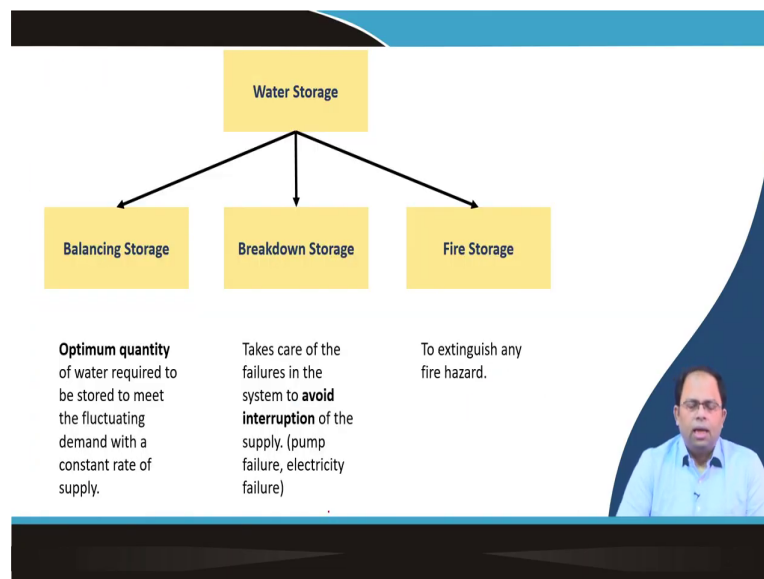 Water Storage
Balancing Storage
Breakdown Storage
Fire Storage
Optimum quantity
of water required to
be stored to meet
the fluctuating
demand with a
constant rate of
supply.
Takes care of the
failures in the
system to avoid
interruption of the
supply. (pump
failure, electricity
failure)
To extinguish any
fire hazard.